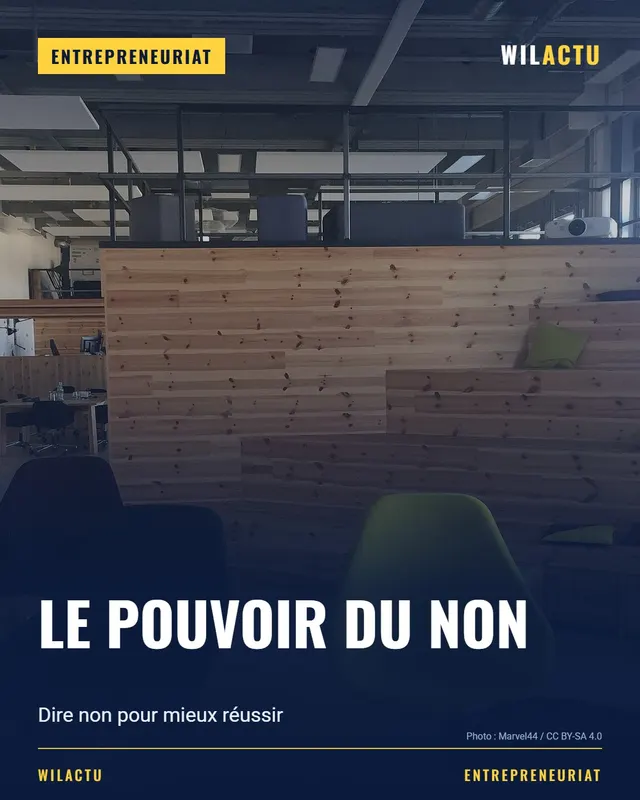 ENTREPRENEURIAT
WILACTU
LE POUVOIR DU NON
Dire non pour mieux réussir
Photo : Marvel44 / CC BY-SA 4.0
WILACTU
ENTREPRENEURIAT